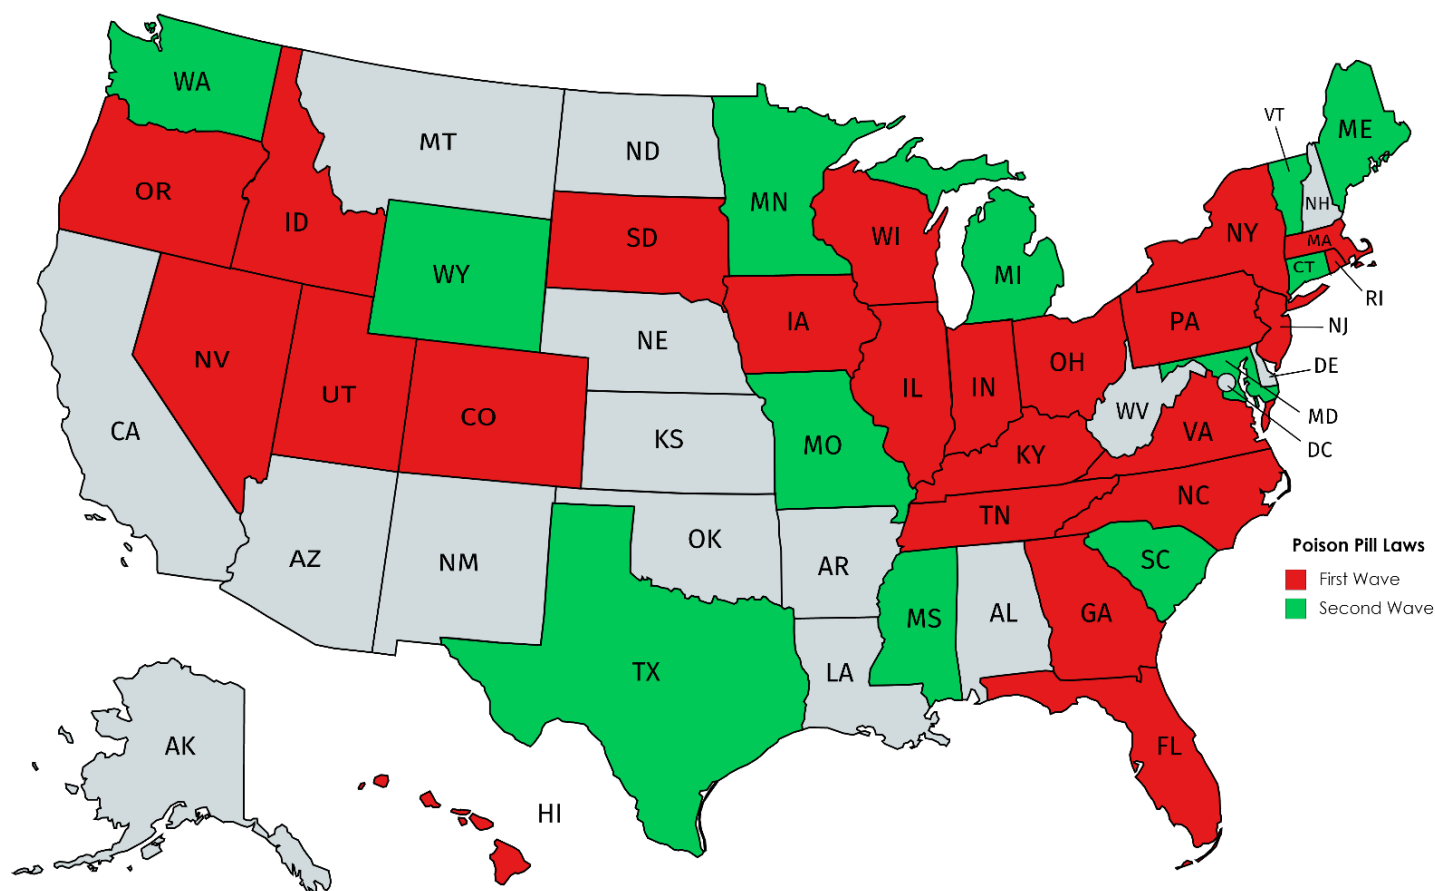 WA
MT
ND
MN
VT
ME
OR
ID
SD
WI
NH
NY
MA
WY
MI
CT
RI
IA
PA
NJ
NE
NV
OH
DE
UT
IL
IN
CO
WV
MD
CA
KS
MO
VA
DC
KY
NC
TN
OK
AZ
NM
AR
SC
Poison Pill Laws
First Wave
Second Wave
MS
AL
GA
TX
LA
AK
FL
HI